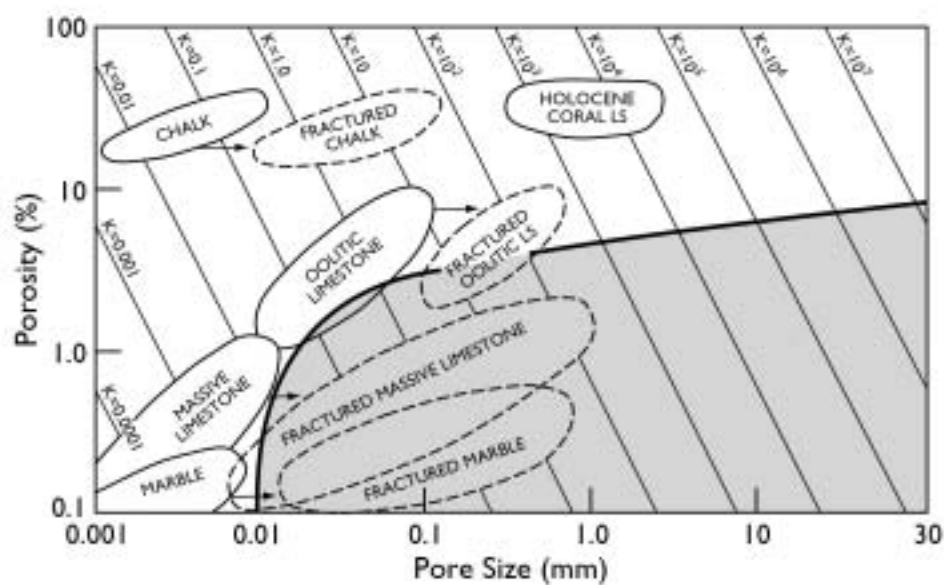 100
10
1.0
0.1
Porosity (%)
0.001
0.01
0.1
1.0
10
30
Pore Size (mm)
K=0.0001
K=0.001
K=0.01
K=0.1
K=1.0
K=10
K=10²
K=10³
K=10⁴
K=10⁵
K=10⁶
K=10⁷
CHALK
FRACTURED
CHALK
HOLOCENE
CORAL LS
OOLITIC
LIMESTONE
FRACTURED
OOLITIC LS
MASSIVE
LIMESTONE
FRACTURED MASSIVE LIMESTONE
MARBLE
FRACTURED MARBLE